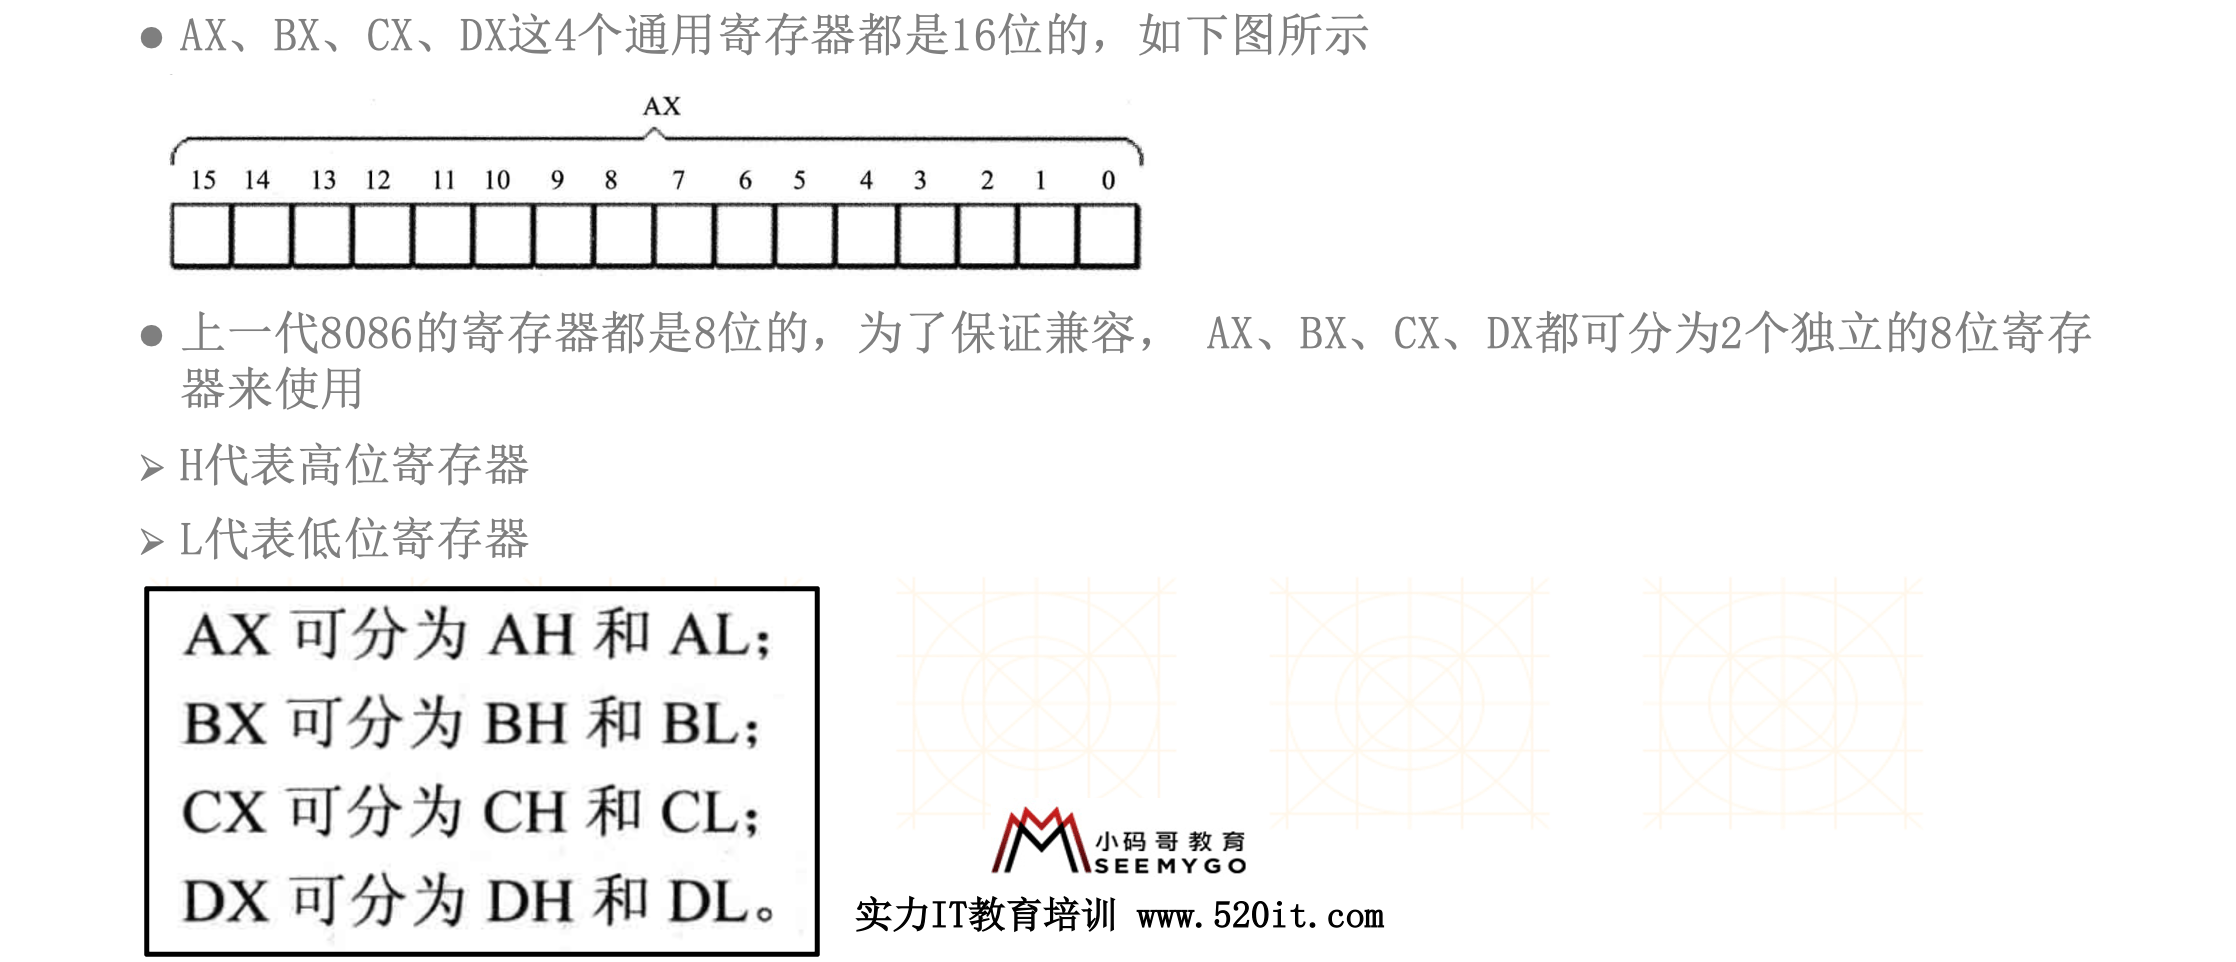 ● AX、BX、CX、DX这4个通用寄存器都是16位的，如下图所示
AX
15 14 13 12 11 10 9 8 7 6 5 4 3 2 1 0
● 上一代8086的寄存器都是8位的，为了保证兼容， AX、BX、CX、DX都可分为2个独立的8位寄存
器来使用
➢ H代表高位寄存器
➢ L代表低位寄存器
AX 可分为 AH 和 AL；
BX 可分为 BH 和 BL；
CX 可分为 CH 和 CL；
DX 可分为 DH 和 DL。
小码哥教育
SEEMYGO
实力IT教育培训 www.520it.com